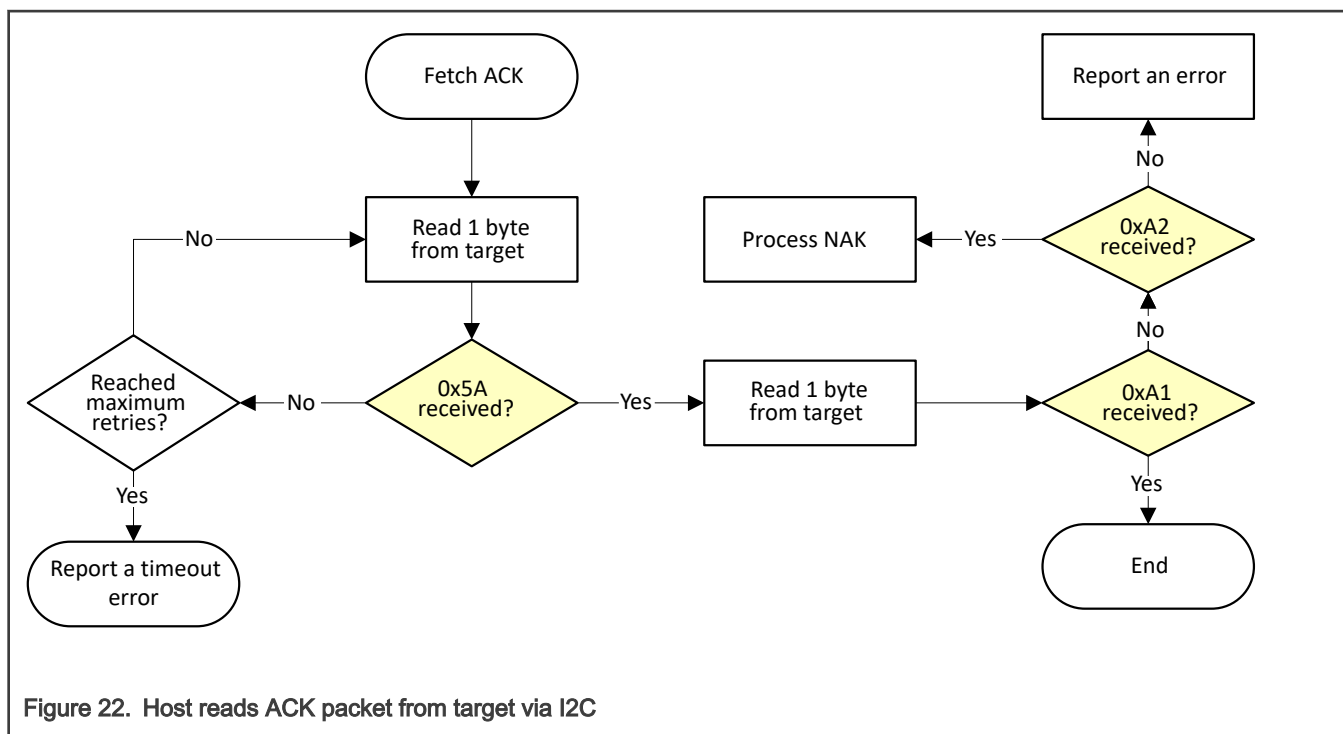 Fetch ACK
Report an error
No
No
Read 1 byte
from target
Process NAK
Yes
0xA2
received?
No
Reached
maximum
retries?
No
0x5A
received?
Yes
Read 1 byte
from target
0xA1
received?
Yes
Yes
Report a timeout
error
End
Figure 22. Host reads ACK packet from target via I2C